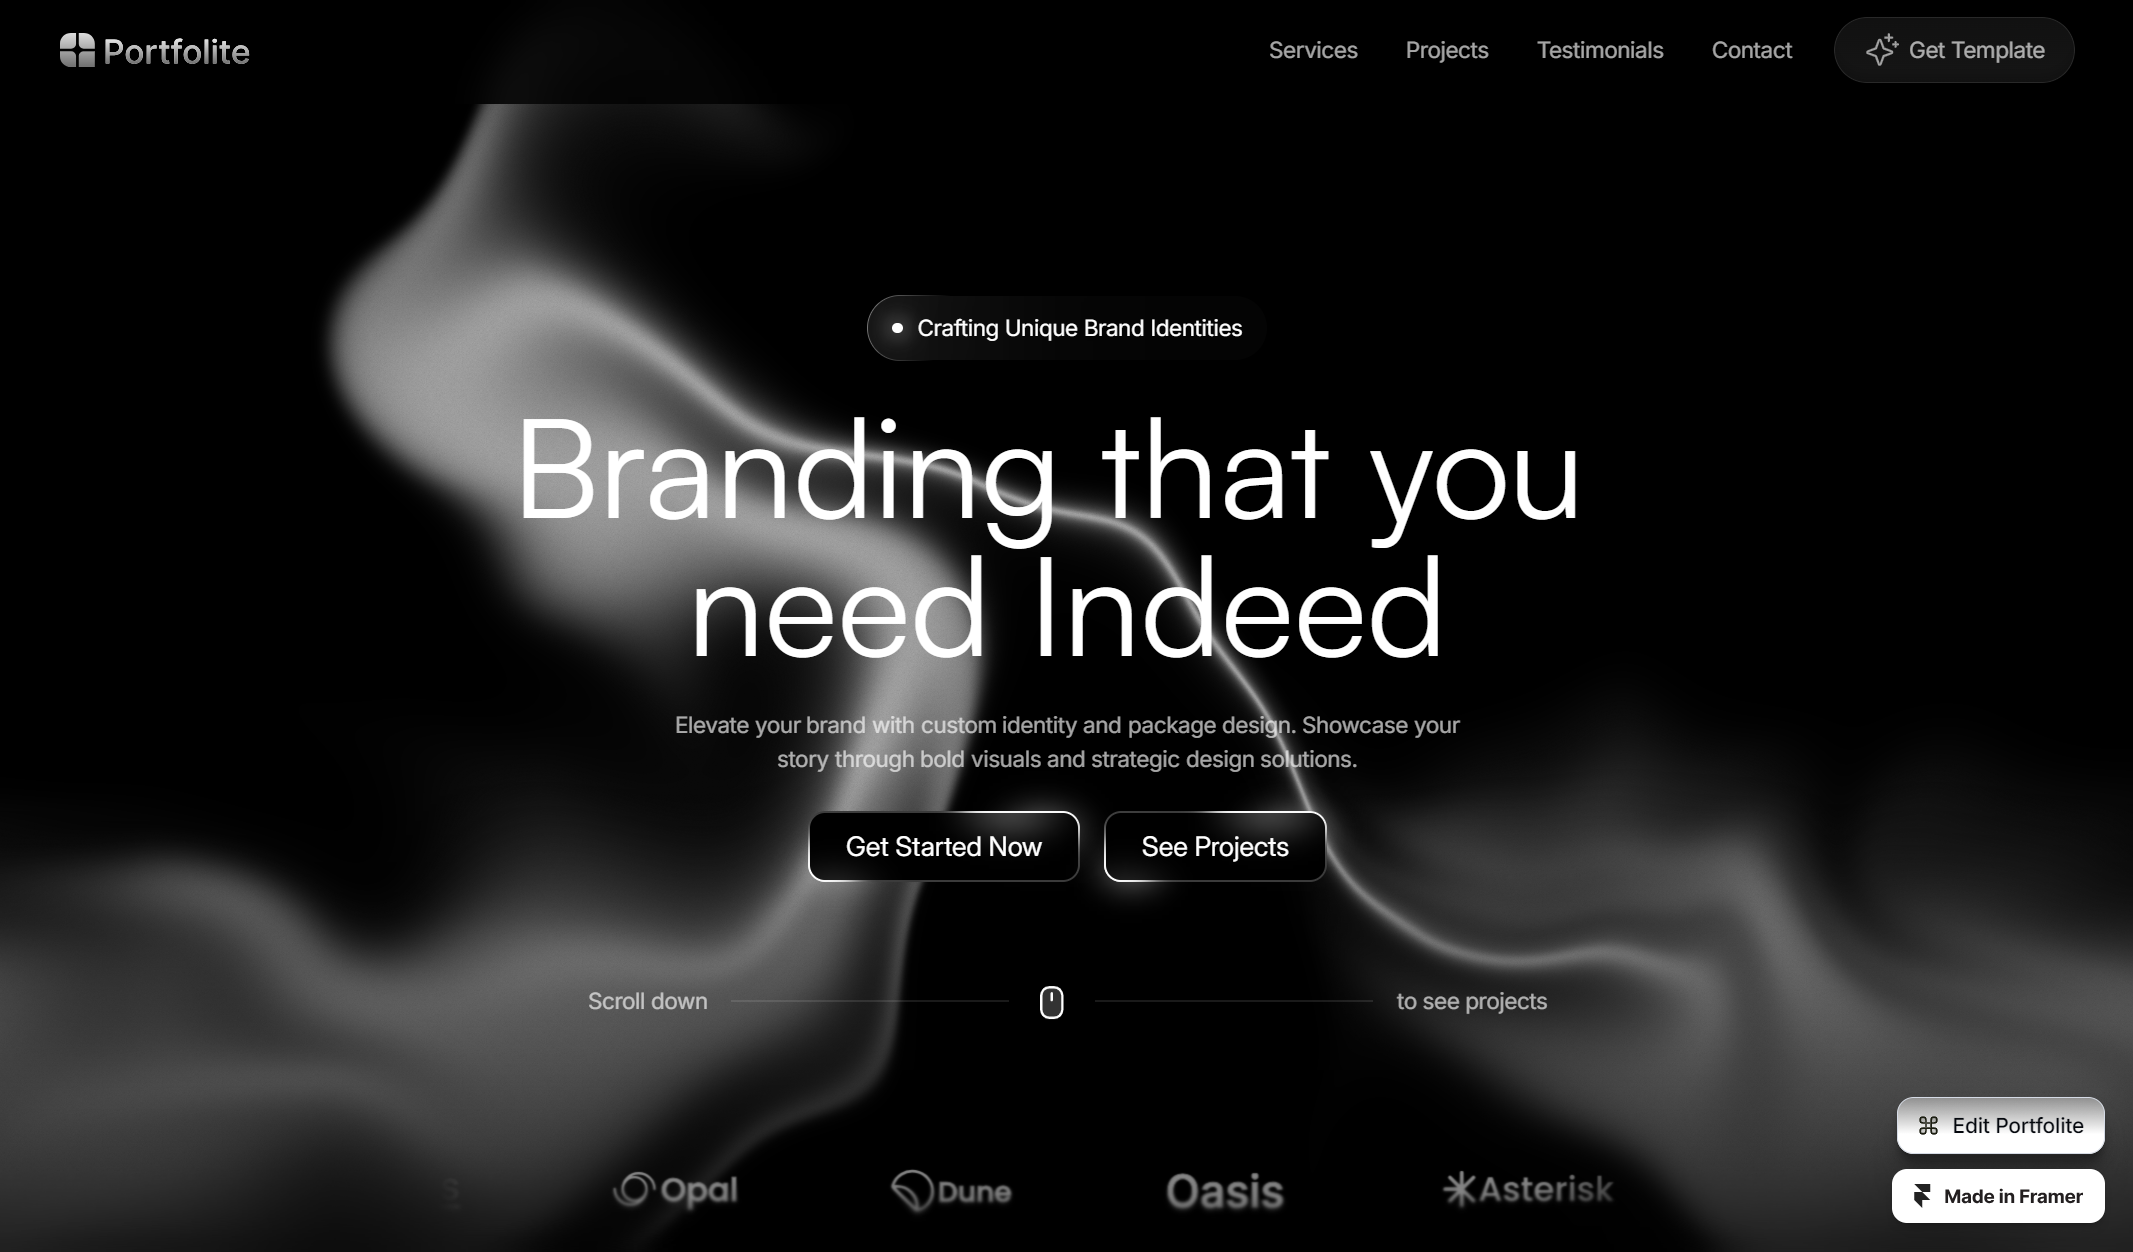 Portfolite
Services
Projects
Testimonials
Contact
Get Template
Crafting Unique Brand Identities
Branding that you
need Indeed
Elevate your brand with custom identity and package design. Showcase your
story through bold visuals and strategic design solutions.
Get Started Now
See Projects
Scroll down
to see projects
Opal
Dune
Oasis
Asterisk
Edit Portfolite
Made in Framer